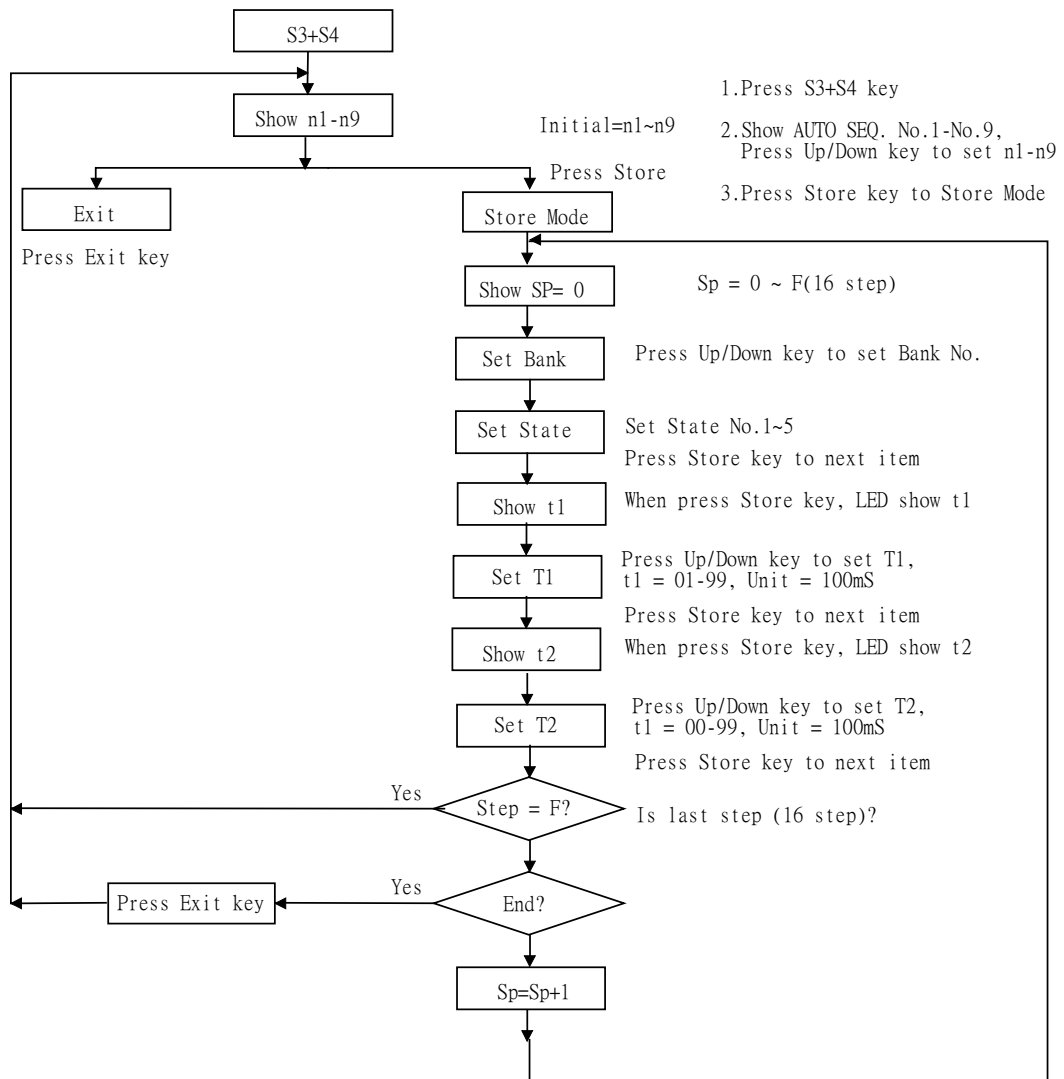 S3+S4
Show n1-n9
Initial=n1~n9
1.Press S3+S4 key
2.Show AUTO SEQ. No.1-No.9,
Press Up/Down key to set n1-n9
3.Press Store key to Store Mode
Press Store
Exit
Press Exit key
Store Mode
Show SP= 0
Sp = 0 ~ F(16 step)
Set Bank
Press Up/Down key to set Bank No.
Set State
Set State No.1~5
Press Store key to next item
Show t1
When press Store key, LED show t1
Set T1
Press Up/Down key to set T1,
t1 = 01-99, Unit = 100mS
Press Store key to next item
Show t2
When press Store key, LED show t2
Set T2
Press Up/Down key to set T2,
t1 = 00-99, Unit = 100mS
Press Store key to next item
Yes
Step = F?
Is last step (16 step)?
Yes
Press Exit key
End?
Sp=Sp+1